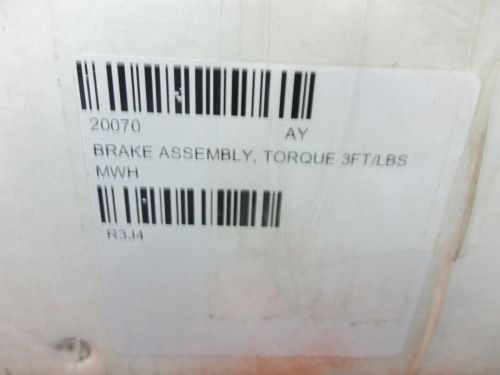 20070 AY
BRAKE ASSEMBLY, TORQUE 3FT/LBS
MWH
R3J4